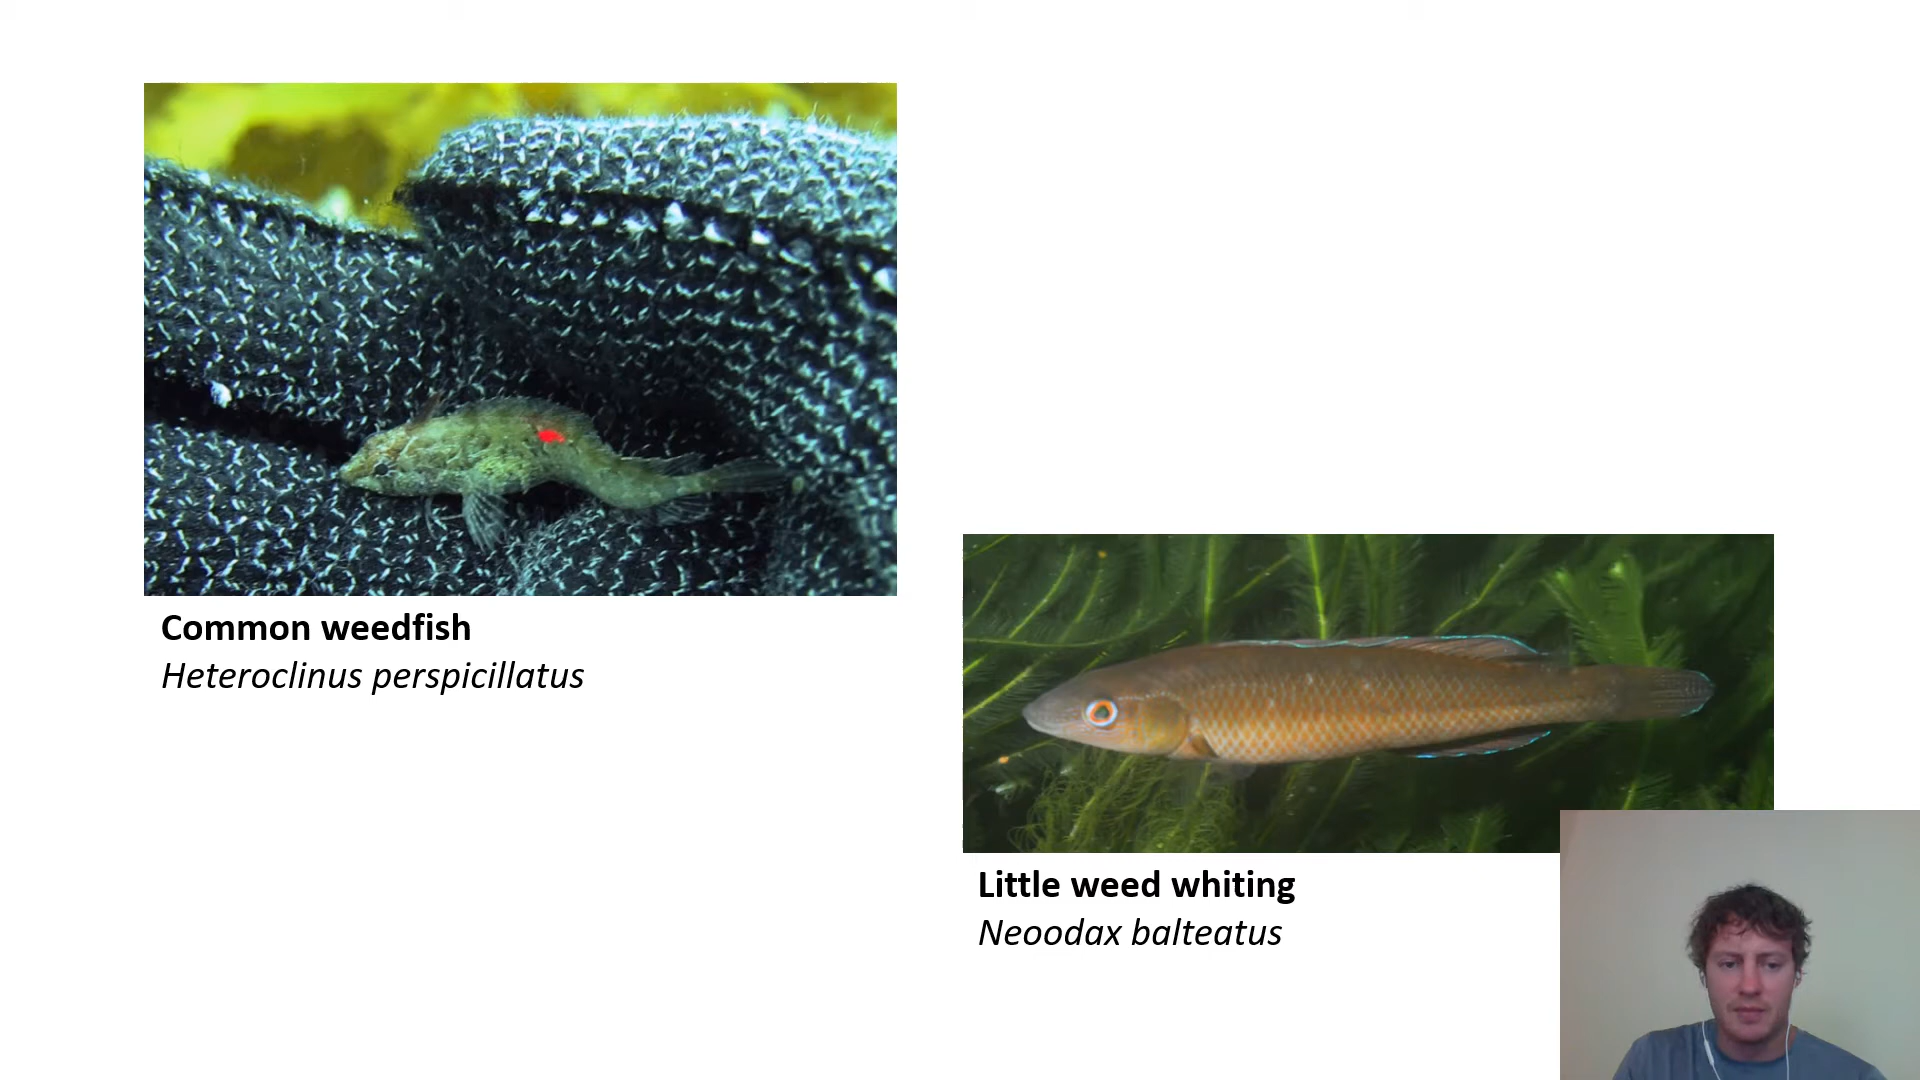 Common weedfish
Heteroclinus perspicillatus
Little weed whiting
Neoodax balteatus